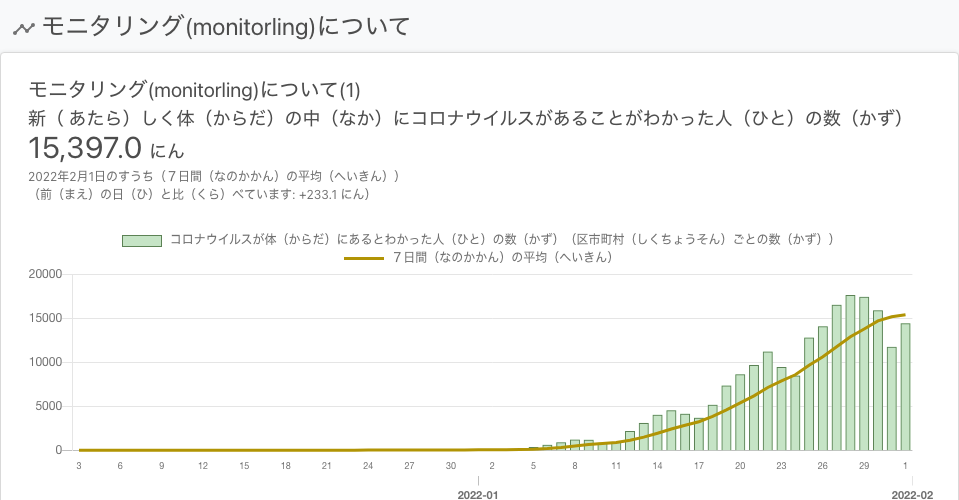 モニタリング(monitorling)について
モニタリング(monitorling)について(1)
新（ あたら）しく体（からだ）の中（なか）にコロナウイルスがあることがわかった人（ひと）の数（かず）
15,397.0 にん
2022年2月1日のすうち（７日間（なのかかん）の平均（へいきん））
（前（まえ）の日（ひ）と比（くら）べています: +233.1 にん）
コロナウイルスが体（からだ）にあるとわかった人（ひと）の数（かず）（区市町村（しくちょうそん）ごとの数（かず））
７日間（なのかかん）の平均（へいきん）
20000
15000
10000
5000
0
3 6 9 12 15 18 21 24 27 30 2 5 8 11 14 17 20 23 26 29 1
2022-01 2022-02